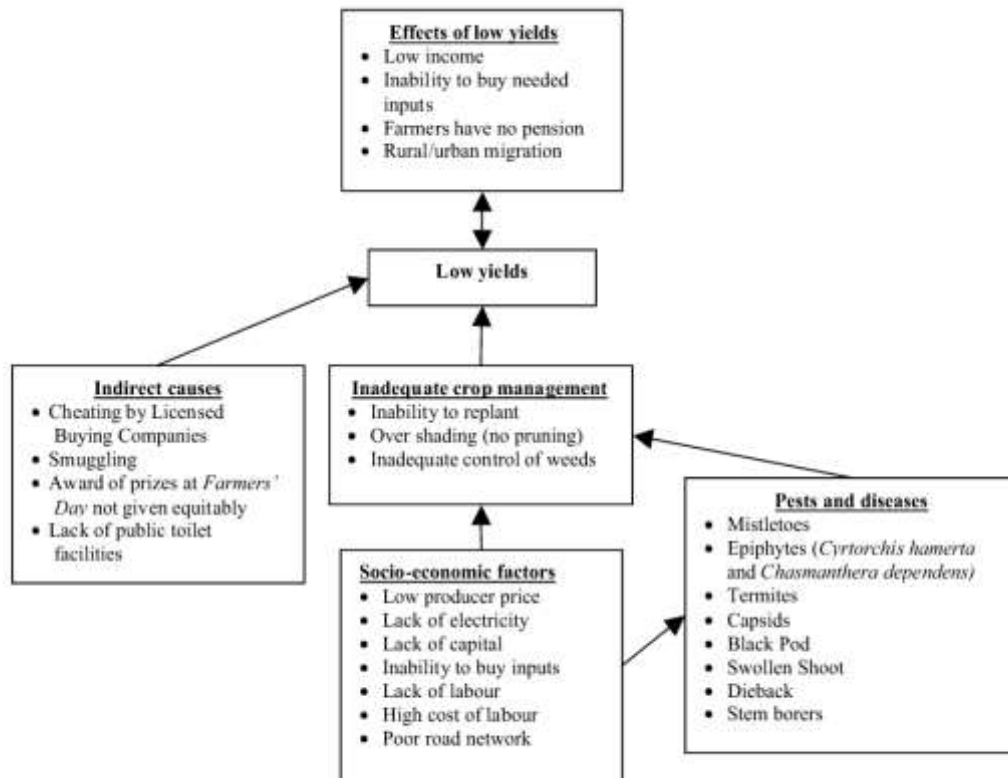 Effects of low yields
• Low income
• Inability to buy needed
inputs
• Farmers have no pension
• Rural/urban migration
Low yields
Indirect causes
• Cheating by Licensed
Buying Companies
• Smuggling
• Award of prizes at Farmers'
Day not given equitably
• Lack of public toilet
facilities
Inadequate crop management
• Inability to replant
• Over shading (no pruning)
• Inadequate control of weeds
Pests and diseases
• Mistletoes
• Epiphytes (Cyrtorchis hamerta
and Chasmanthera dependens)
• Termites
• Capsids
• Black Pod
• Swollen Shoot
• Dieback
• Stem borers
Socio-economic factors
• Low producer price
• Lack of electricity
• Lack of capital
• Inability to buy inputs
• Lack of labour
• High cost of labour
• Poor road network